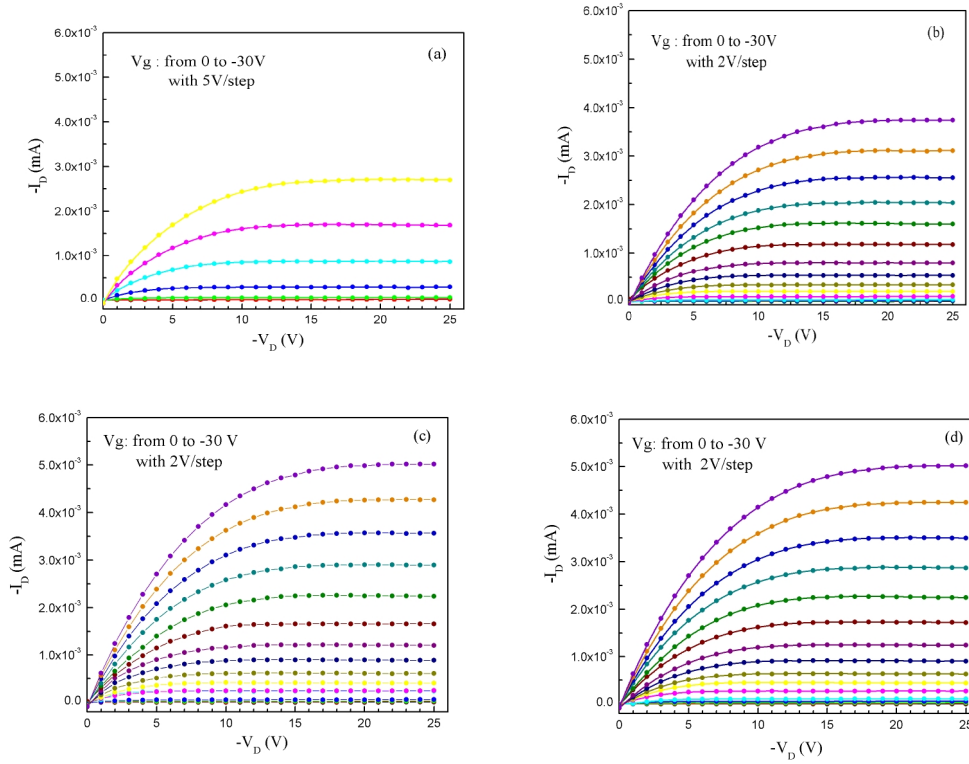 (a)
Vg : from 0 to -30V
with 5V/step
6.0x10⁻³
5.0x10⁻³
4.0x10⁻³
3.0x10⁻³
2.0x10⁻³
1.0x10⁻³
0.0
-I_D (mA)
0 5 10 15 20 25
-V_D (V)
(b)
Vg : from 0 to -30V
with 2V/step
6.0x10⁻³
5.0x10⁻³
4.0x10⁻³
3.0x10⁻³
2.0x10⁻³
1.0x10⁻³
0.0
-I_D (mA)
0 5 10 15 20 25
-V_D (V)
(c)
Vg: from 0 to -30 V
with 2V/step
6.0x10⁻³
5.0x10⁻³
4.0x10⁻³
3.0x10⁻³
2.0x10⁻³
1.0x10⁻³
0.0
-I_D (mA)
0 5 10 15 20 25
-V_D (V)
(d)
Vg: from 0 to -30 V
with 2V/step
6.0x10⁻³
5.0x10⁻³
4.0x10⁻³
3.0x10⁻³
2.0x10⁻³
1.0x10⁻³
0.0
-I_D (mA)
0 5 10 15 20 25
-V_D (V)